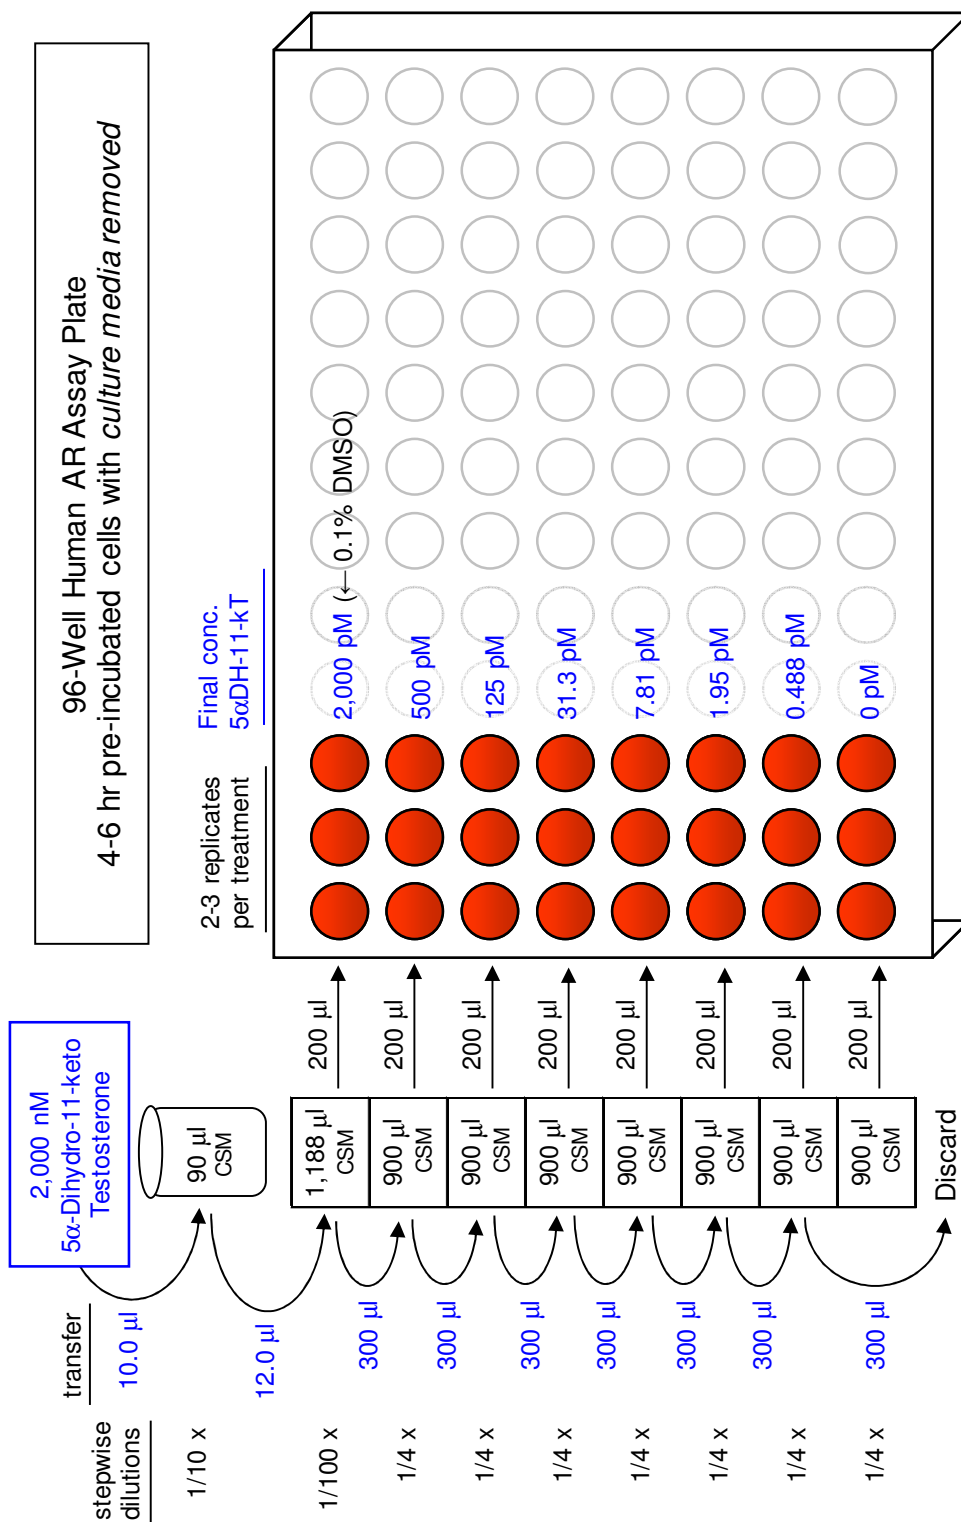 96-Well Human AR Assay Plate
4-6 hr pre-incubated cells with culture media removed
stepwise
dilutions
transfer
2,000 nM
5α-Dihydro-11-keto
Testosterone
2-3 replicates
per treatment
Final conc.
5αDH-11-kT
1/10 x
10.0 µl
90 µl
CSM
1/100 x
12.0 µl
1,188 µl
CSM
200 µl
2,000 pM (← 0.1% DMSO)
1/4 x
300 µl
900 µl
CSM
200 µl
500 pM
1/4 x
300 µl
900 µl
CSM
200 µl
125 pM
1/4 x
300 µl
900 µl
CSM
200 µl
31.3 pM
1/4 x
300 µl
900 µl
CSM
200 µl
7.81 pM
1/4 x
300 µl
900 µl
CSM
200 µl
1.95 pM
1/4 x
300 µl
900 µl
CSM
200 µl
0.488 pM
1/4 x
300 µl
900 µl
CSM
200 µl
0 pM
Discard